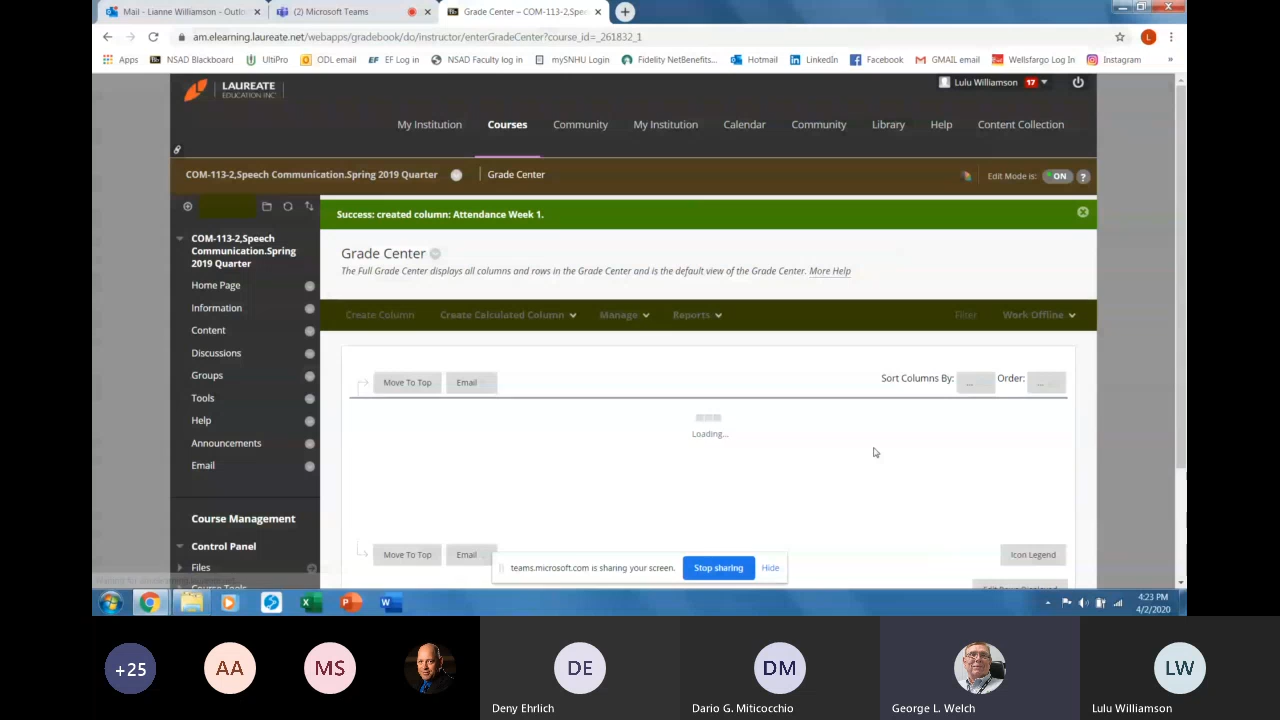 Mail - Lianne Williamson - Outlo
(2) Microsoft Teams
Grade Center – COM-113-2,Spe
am.elearning.laureate.net/webapps/gradebook/do/instructor/enterGradeCenter?course_id=_261832_1
L
Apps
NSAD Blackboard
UltiPro
ODL email
EF Log in
NSAD Faculty log in
mySNHU Login
Fidelity NetBenefits...
Hotmail
LinkedIN
Facebook
GMAIL email
Wellsfargo Log In
Instagram
»
LAUREATE
EDUCATION INC
Lulu Williamson 17
My Institution
Courses
Community
My Institution
Calendar
Community
Library
Help
Content Collection
COM-113-2,Speech Communication.Spring 2019 Quarter
Grade Center
Edit Mode is: ON ?
Success: created column: Attendance Week 1.
COM-113-2,Speech
Communication.Spring
2019 Quarter
Home Page
Information
Content
Discussions
Groups
Tools
Help
Announcements
Email
Course Management
Control Panel
Files
Course Tools
Grade Center
The Full Grade Center displays all columns and rows in the Grade Center and is the default view of the Grade Center. More Help
Create Column
Create Calculated Column
Manage
Reports
Filter
Work Offline
Move To Top
Email
Sort Columns By: ...
Order: ...
Loading...
Move To Top
Email
Icon Legend
teams.microsoft.com is sharing your screen.
Stop sharing
Hide
4:23 PM
4/2/2020
+25
AA
MS
DE
Deny Ehrlich
DM
Dario G. Miticocchio
George L. Welch
LW
Lulu Williamson